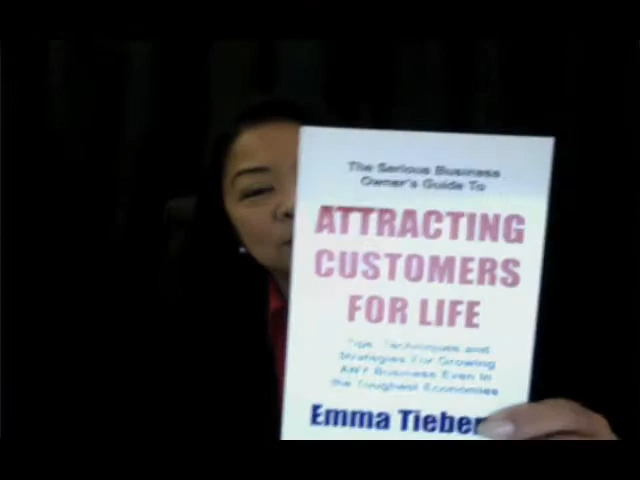 The Serious Business
Owner's Guide To
ATTRACTING
CUSTOMERS
FOR LIFE
Tips, Techniques and
Strategies For Growing
ANY Business Even In
the Toughest Economies
Emma Tieber